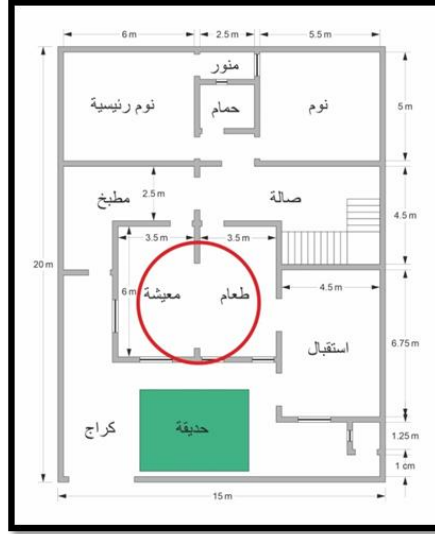 6 m 2.5 m 5.5 m
منور
نوم رئيسية حمام نوم
5 m
مطبخ 2.5 m صالة
4.5 m
3.5 m 3.5 m
20 m
6 m معيشة طعام
4.5 m
استقبال
6.75 m
كراج حديقة
1.25 m
1 cm
15 m